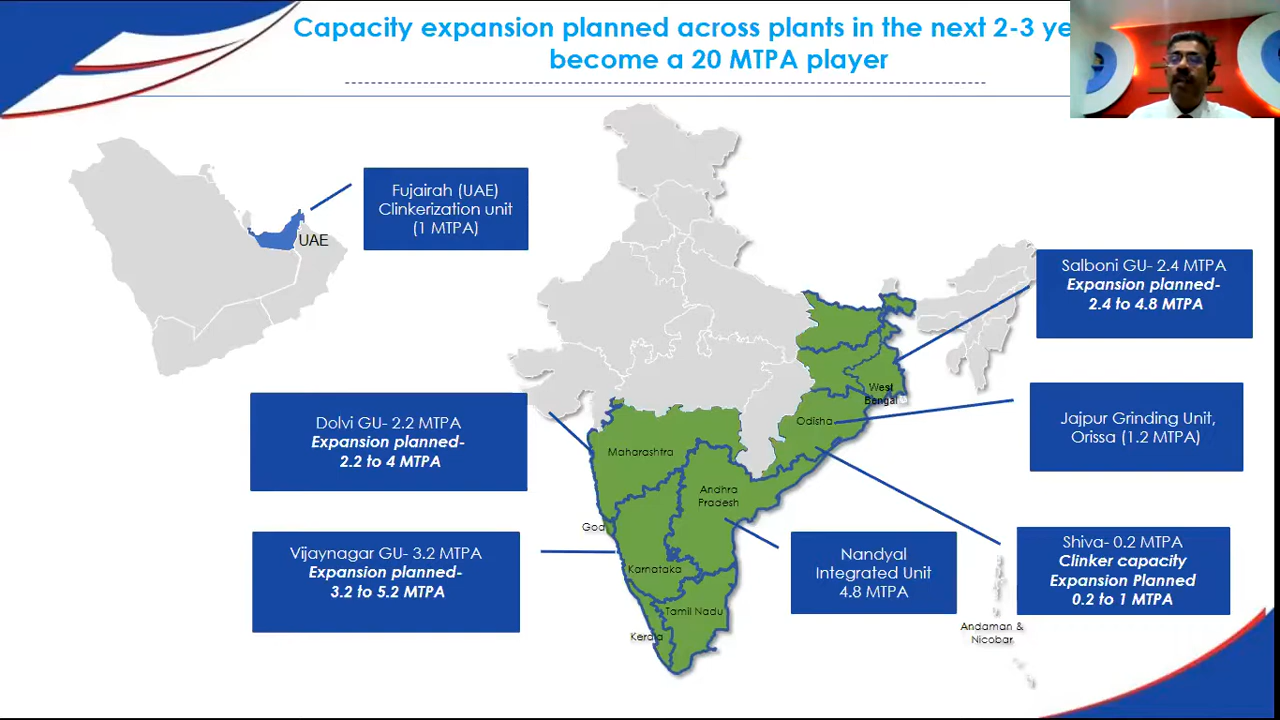 Capacity expansion planned across plants in the next 2-3
become a 20 MTPA player
Fujairah (UAE)
Clinkerization unit
(1 MTPA)
UAE
Salboni GU- 2.4 MTPA
Expansion planned-
2.4 to 4.8 MTPA
West
Bengal
Jajpur Grinding Unit,
Orissa (1.2 MTPA)
Odisha
Dolvi GU- 2.2 MTPA
Expansion planned-
2.2 to 4 MTPA
Maharashtra
Andhra
Pradesh
Goa
Vijaynagar GU- 3.2 MTPA
Expansion planned-
3.2 to 5.2 MTPA
Karnataka
Nandyal
Integrated Unit
4.8 MTPA
Shiva- 0.2 MTPA
Clinker capacity
Expansion Planned
0.2 to 1 MTPA
Tamil Nadu
Kerala
Andaman &
Nicobar